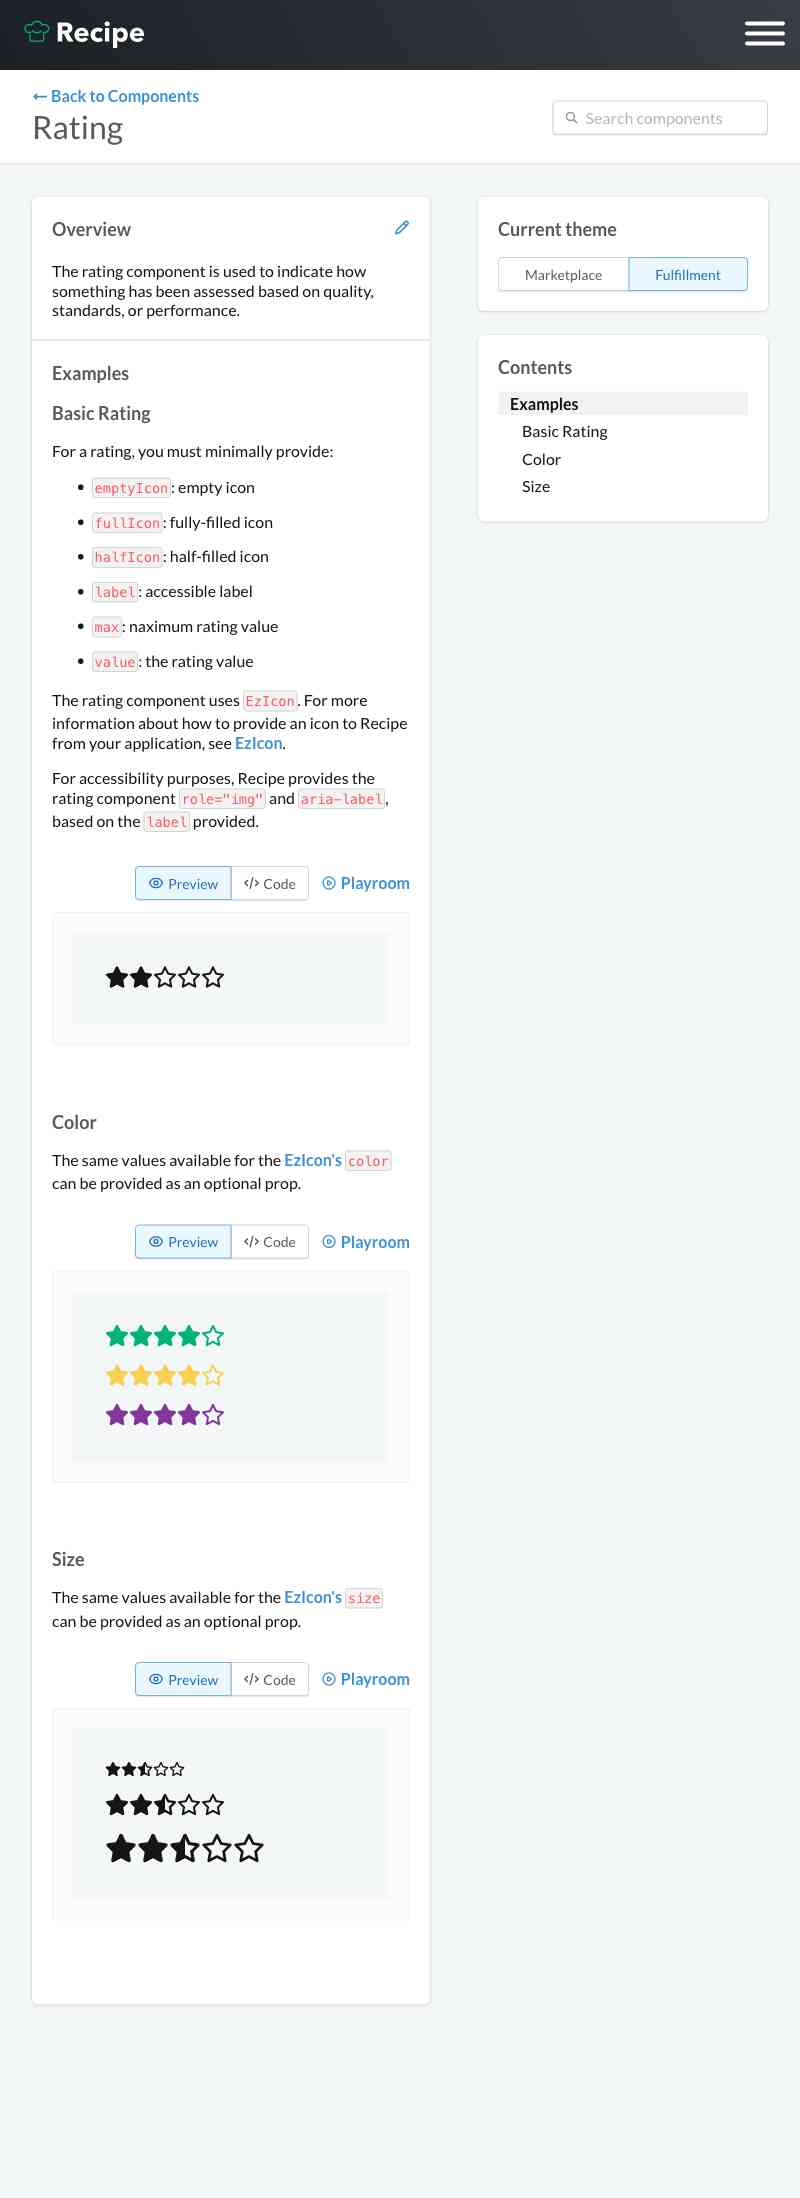 Recipe
← Back to Components
Rating
Search components
Overview
The rating component is used to indicate how
something has been assessed based on quality,
standards, or performance.
Examples
Basic Rating
For a rating, you must minimally provide:
• emptyIcon: empty icon
• fullIcon: fully-filled icon
• halfIcon: half-filled icon
• label: accessible label
• max: naximum rating value
• value: the rating value
The rating component uses EzIcon. For more
information about how to provide an icon to Recipe
from your application, see EzIcon.
For accessibility purposes, Recipe provides the
rating component role="img" and aria-label,
based on the label provided.
Preview </> Code Playroom
Color
The same values available for the EzIcon's color
can be provided as an optional prop.
Preview </> Code Playroom
Size
The same values available for the EzIcon's size
can be provided as an optional prop.
Preview </> Code Playroom
Current theme
Marketplace Fulfillment
Contents
Examples
Basic Rating
Color
Size